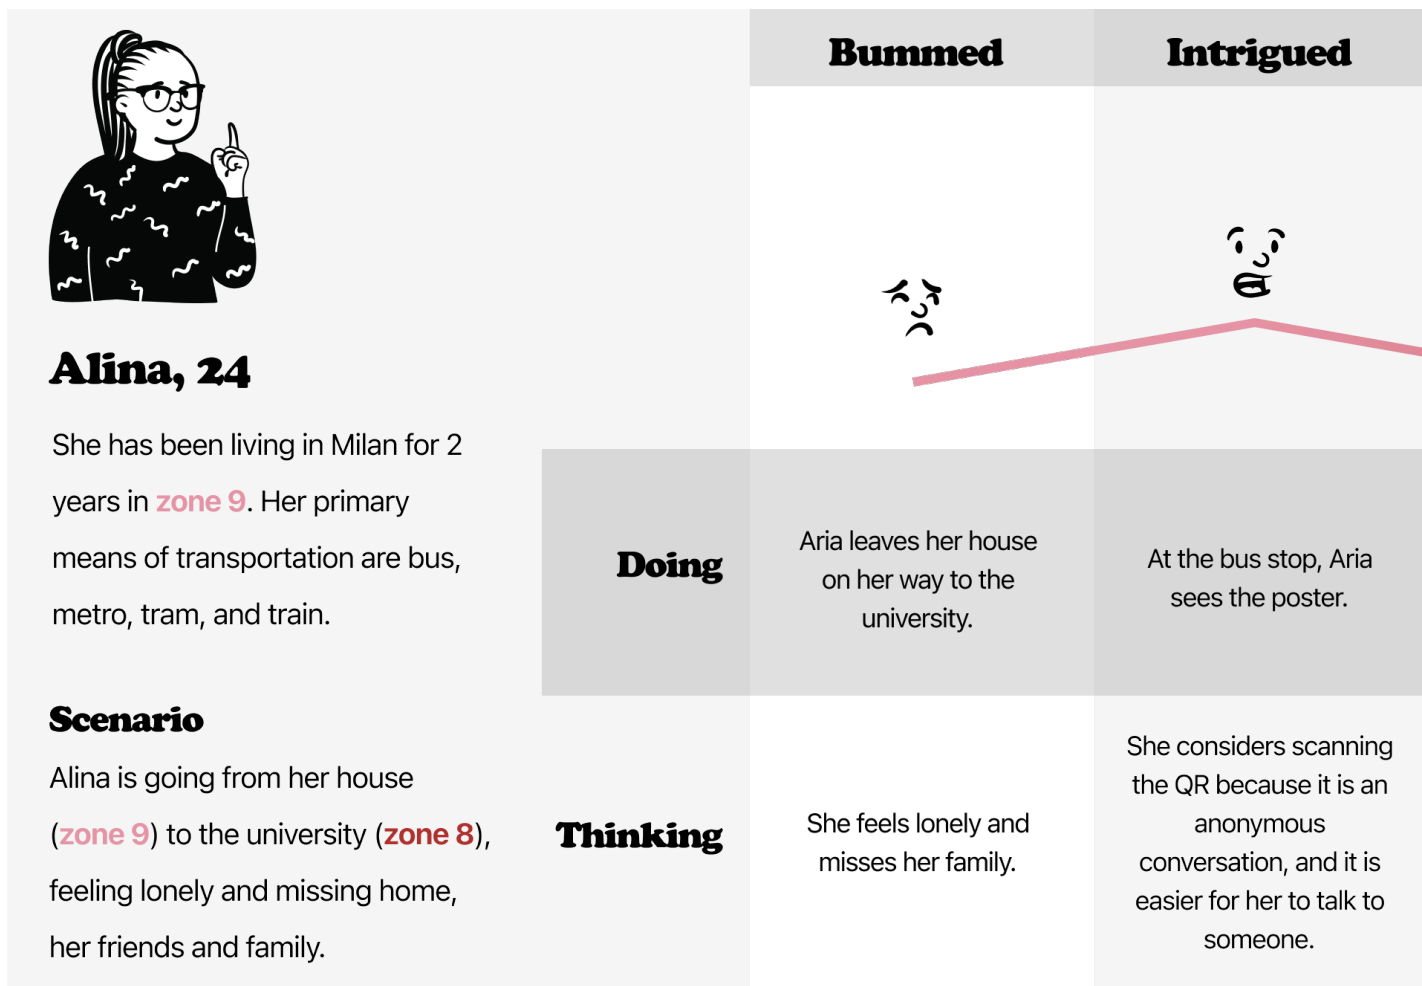 Bummed
Intrigued
Alina, 24
She has been living in Milan for 2
years in zone 9. Her primary
means of transportation are bus,
metro, tram, and train.
Scenario
Alina is going from her house
(zone 9) to the university (zone 8),
feeling lonely and missing home,
her friends and family.
Doing
Aria leaves her house
on her way to the
university.
At the bus stop, Aria
sees the poster.
Thinking
She feels lonely and
misses her family.
She considers scanning
the QR because it is an
anonymous
conversation, and it is
easier for her to talk to
someone.